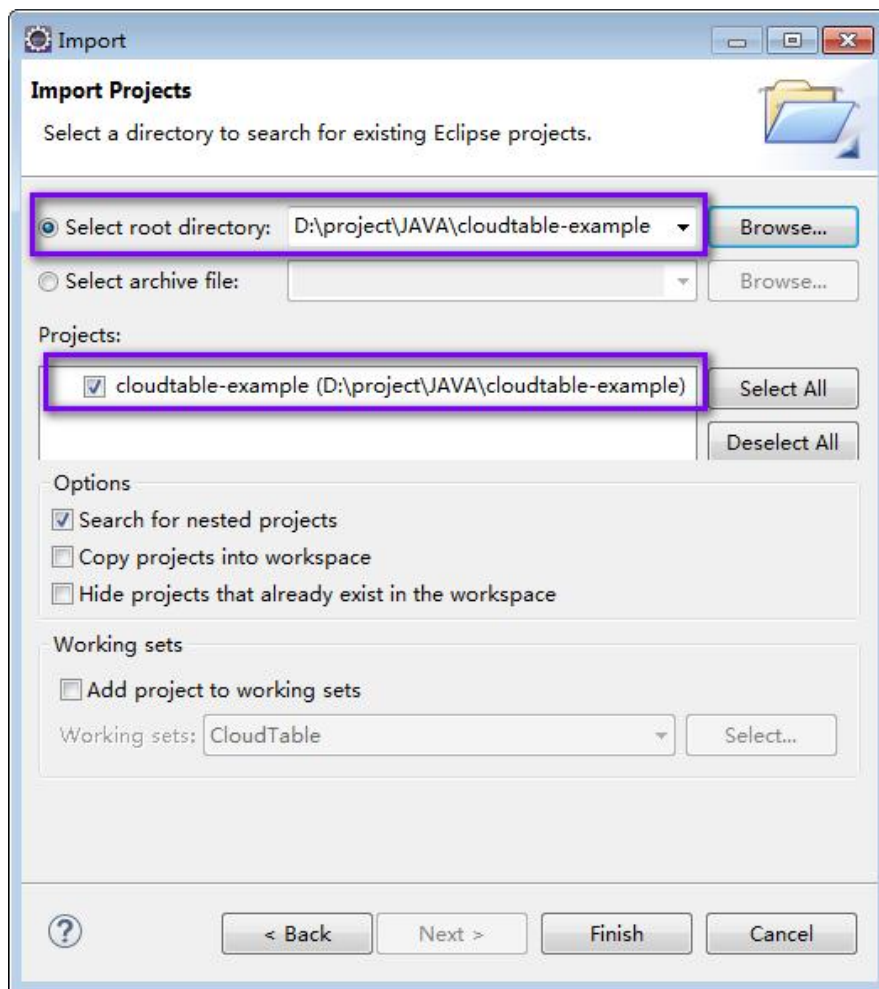 Import
Import Projects
Select a directory to search for existing Eclipse projects.
Select root directory: D:\project\JAVA\cloudtable-example Browse...
Select archive file: Browse...
Projects:
cloudtable-example (D:\project\JAVA\cloudtable-example) Select All
Deselect All
Options
Search for nested projects
Copy projects into workspace
Hide projects that already exist in the workspace
Working sets
Add project to working sets
Working sets: CloudTable Select...
? < Back Next > Finish Cancel